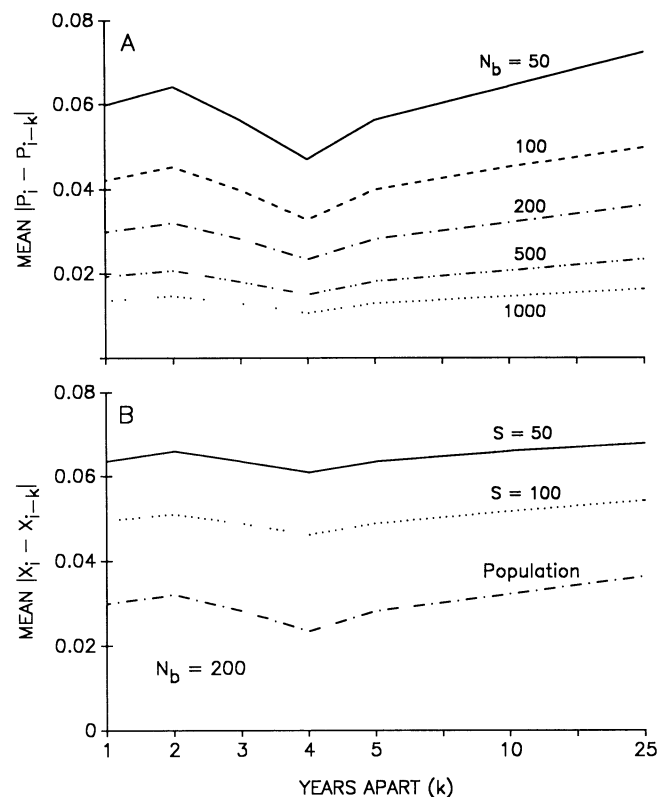 A
0.08
0.06
0.04
0.02
MEAN |P_i – P_i–k|
N_b = 50
100
200
500
1000
B
0.08
0.06
0.04
0.02
0
MEAN |X_i – X_i–k|
S = 50
S = 100
Population
N_b = 200
1 2 3 4 5 10 25
YEARS APART (k)